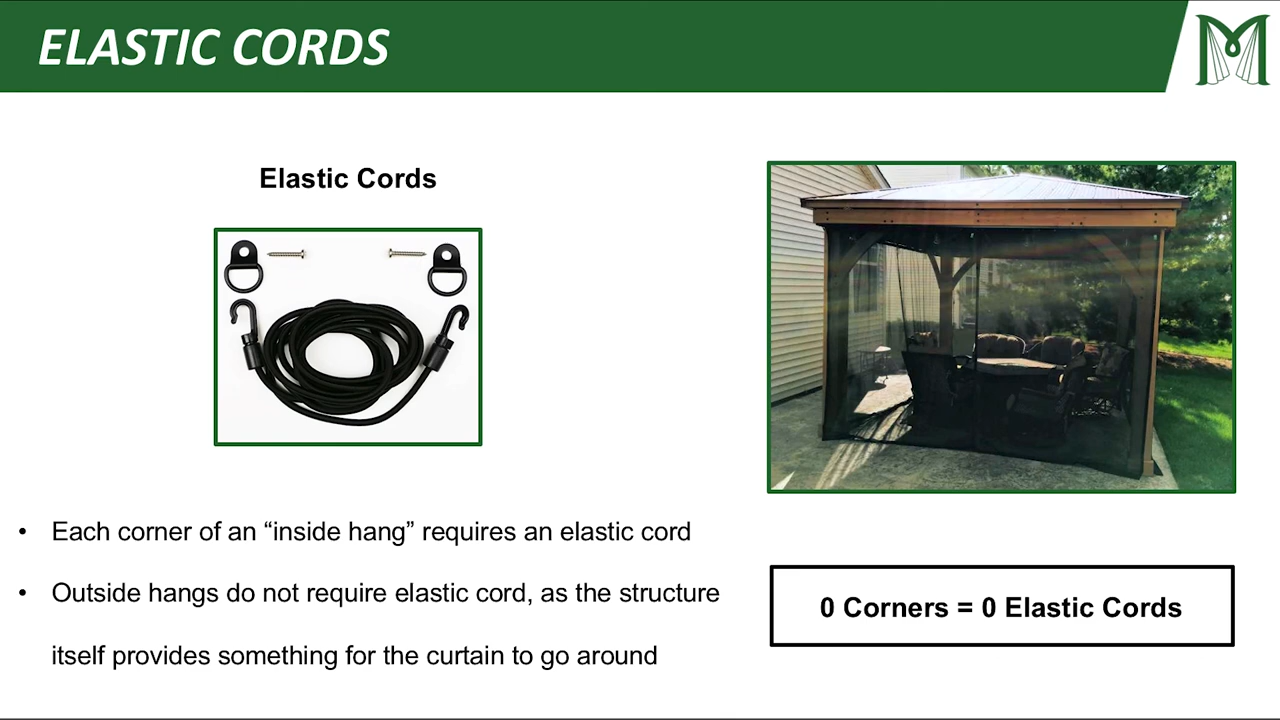 ELASTIC CORDS
M
Elastic Cords
• Each corner of an “inside hang” requires an elastic cord
• Outside hangs do not require elastic cord, as the structure
itself provides something for the curtain to go around
0 Corners = 0 Elastic Cords